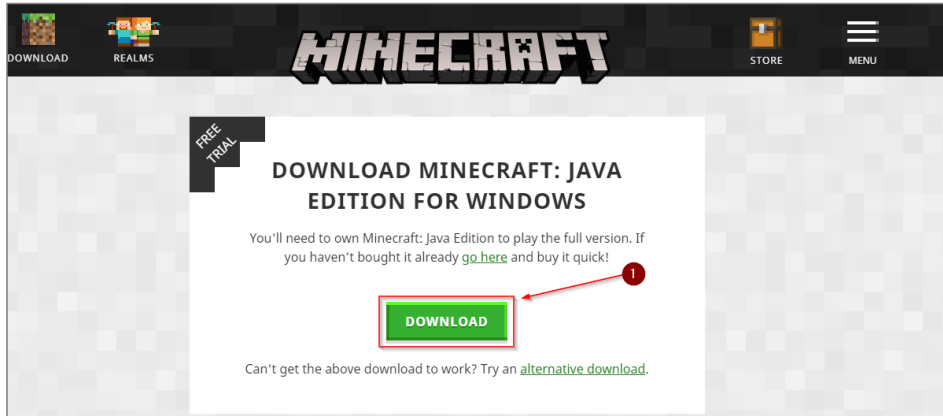 DOWNLOAD
REALMS
MINECRAFT
STORE
MENU
FREE
TRIAL
DOWNLOAD MINECRAFT: JAVA
EDITION FOR WINDOWS
You'll need to own Minecraft: Java Edition to play the full version. If
you haven’t bought it already go here and buy it quick!
1
DOWNLOAD
Can't get the above download to work? Try an alternative download.